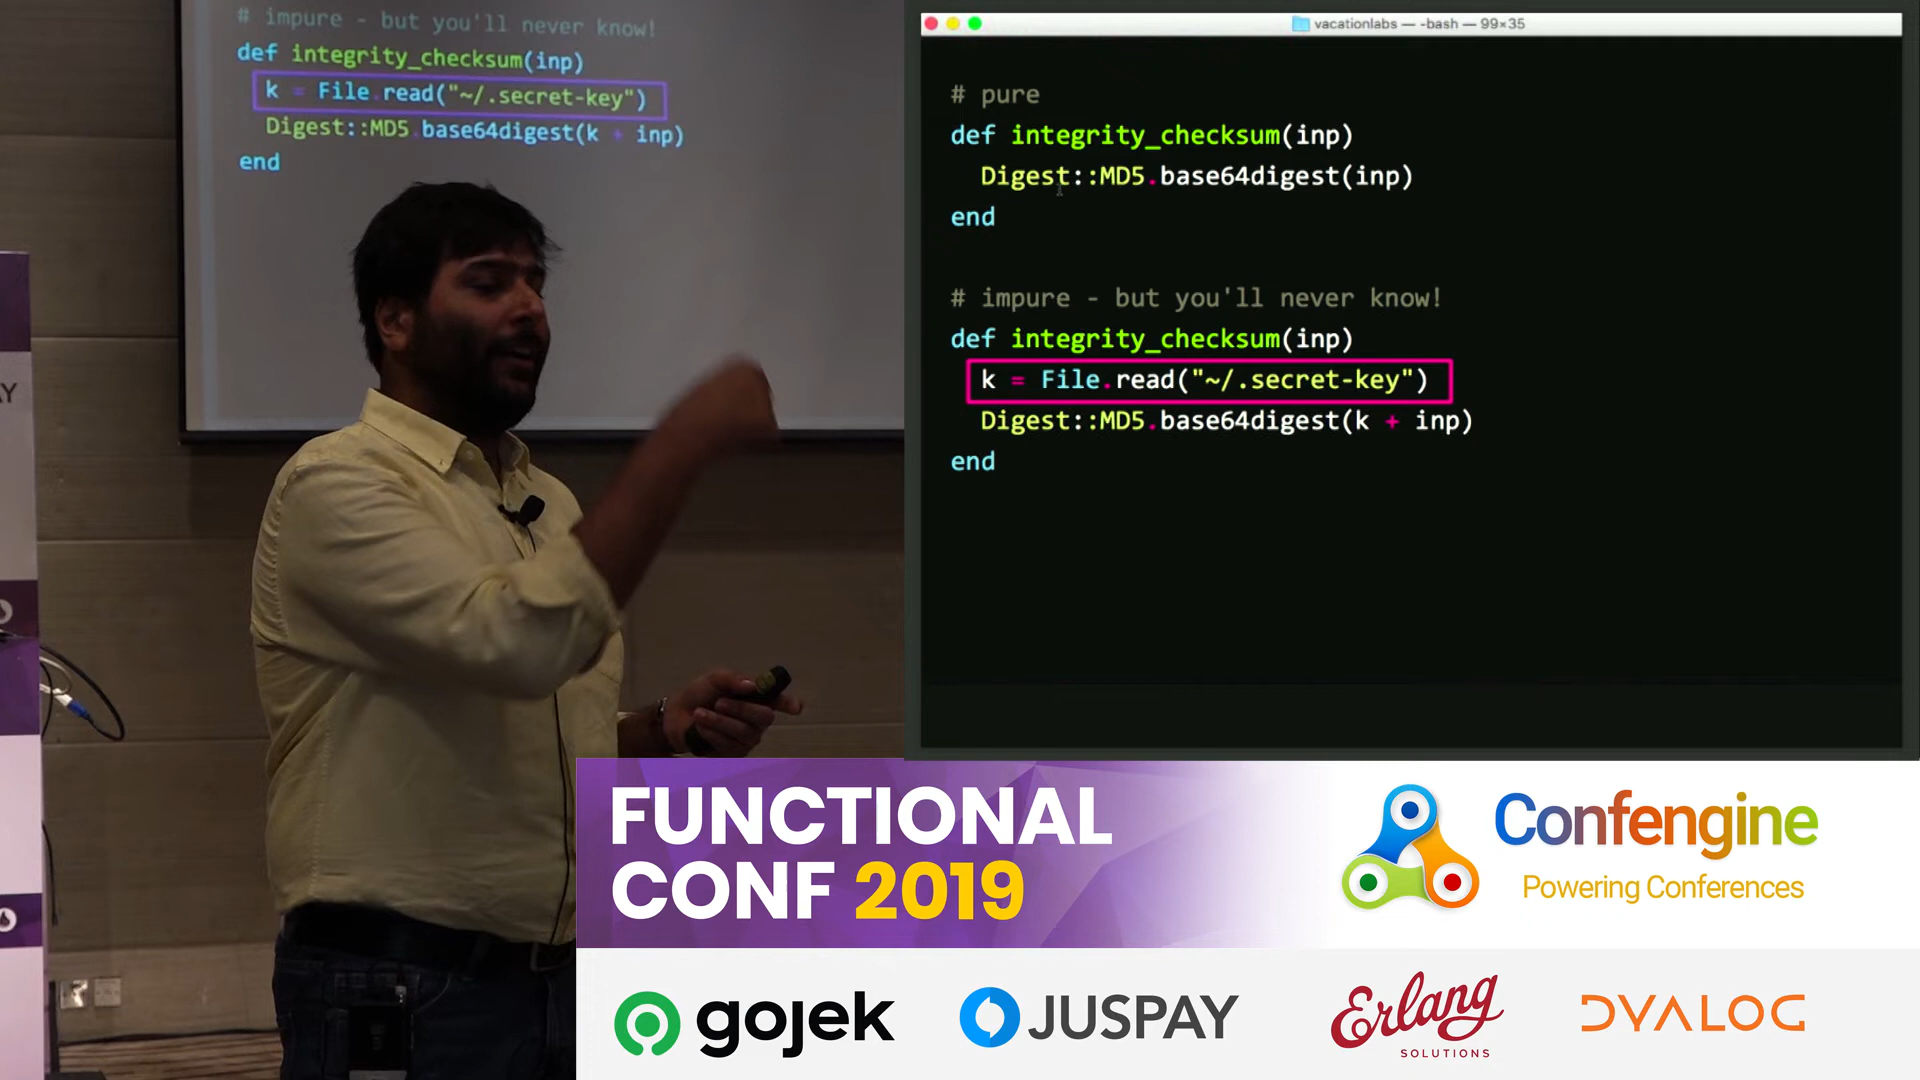 # impure - but you'll never know!
def integrity_checksum(inp)
k = File.read("~/.secret-key")
Digest::MD5.base64digest(k + inp)
end
AY
vacationlabs — -bash — 99×35
# pure
def integrity_checksum(inp)
Digest::MD5.base64digest(inp)
end
# impure - but you'll never know!
def integrity_checksum(inp)
k = File.read("~/.secret-key")
Digest::MD5.base64digest(k + inp)
end
FUNCTIONAL
CONF 2019
Confengine
Powering Conferences
gojek
JUSPAY
Erlang
SOLUTIONS
DYALOG